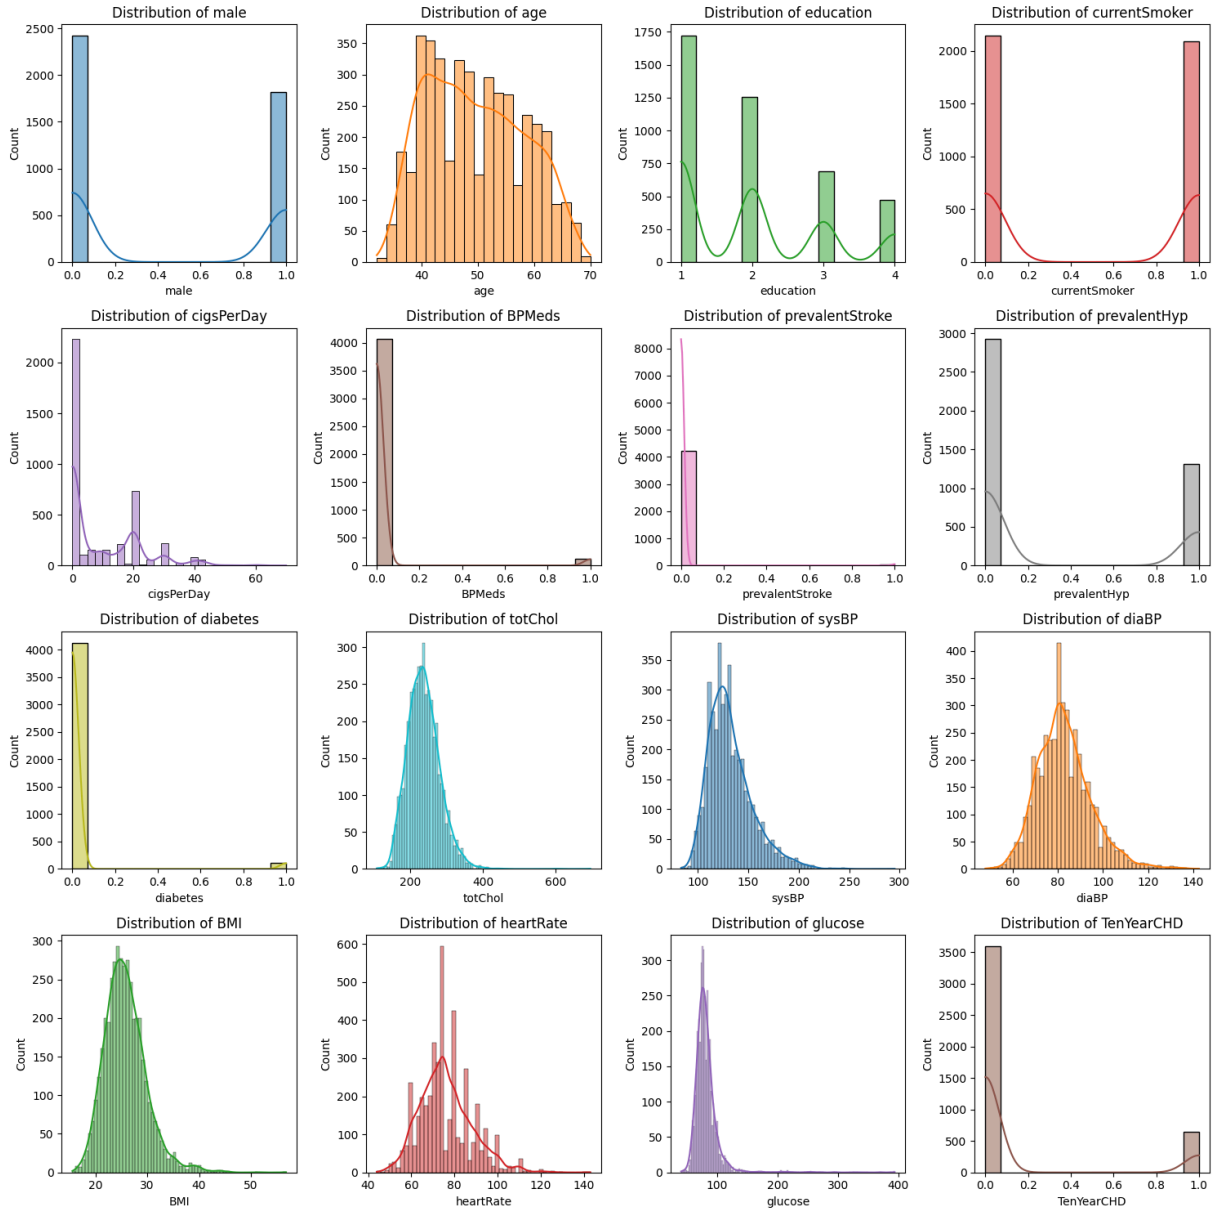 Distribution of male
Count
2500
2000
1500
1000
500
0
0.0 0.2 0.4 0.6 0.8 1.0
male
Distribution of age
Count
350
300
250
200
150
100
50
0
40 50 60 70
age
Distribution of education
Count
1750
1500
1250
1000
750
500
250
0
1 2 3 4
education
Distribution of currentSmoker
Count
2000
1500
1000
500
0
0.0 0.2 0.4 0.6 0.8 1.0
currentSmoker
Distribution of cigsPerDay
Count
2000
1500
1000
500
0
0 20 40 60
cigsPerDay
Distribution of BPMeds
Count
4000
3500
3000
2500
2000
1500
1000
500
0
0.0 0.2 0.4 0.6 0.8 1.0
BPMeds
Distribution of prevalentStroke
Count
8000
7000
6000
5000
4000
3000
2000
1000
0
0.0 0.2 0.4 0.6 0.8 1.0
prevalentStroke
Distribution of prevalentHyp
Count
3000
2500
2000
1500
1000
500
0
0.0 0.2 0.4 0.6 0.8 1.0
prevalentHyp
Distribution of diabetes
Count
4000
3500
3000
2500
2000
1500
1000
500
0
0.0 0.2 0.4 0.6 0.8 1.0
diabetes
Distribution of totChol
Count
300
250
200
150
100
50
0
200 400 600
totChol
Distribution of sysBP
Count
350
300
250
200
150
100
50
0
100 150 200 250 300
sysBP
Distribution of diaBP
Count
400
350
300
250
200
150
100
50
0
60 80 100 120 140
diaBP
Distribution of BMI
Count
300
250
200
150
100
50
0
20 30 40 50
BMI
Distribution of heartRate
Count
600
500
400
300
200
100
0
40 60 80 100 120 140
heartRate
Distribution of glucose
Count
300
250
200
150
100
50
0
100 200 300 400
glucose
Distribution of TenYearCHD
Count
3500
3000
2500
2000
1500
1000
500
0
0.0 0.2 0.4 0.6 0.8 1.0
TenYearCHD